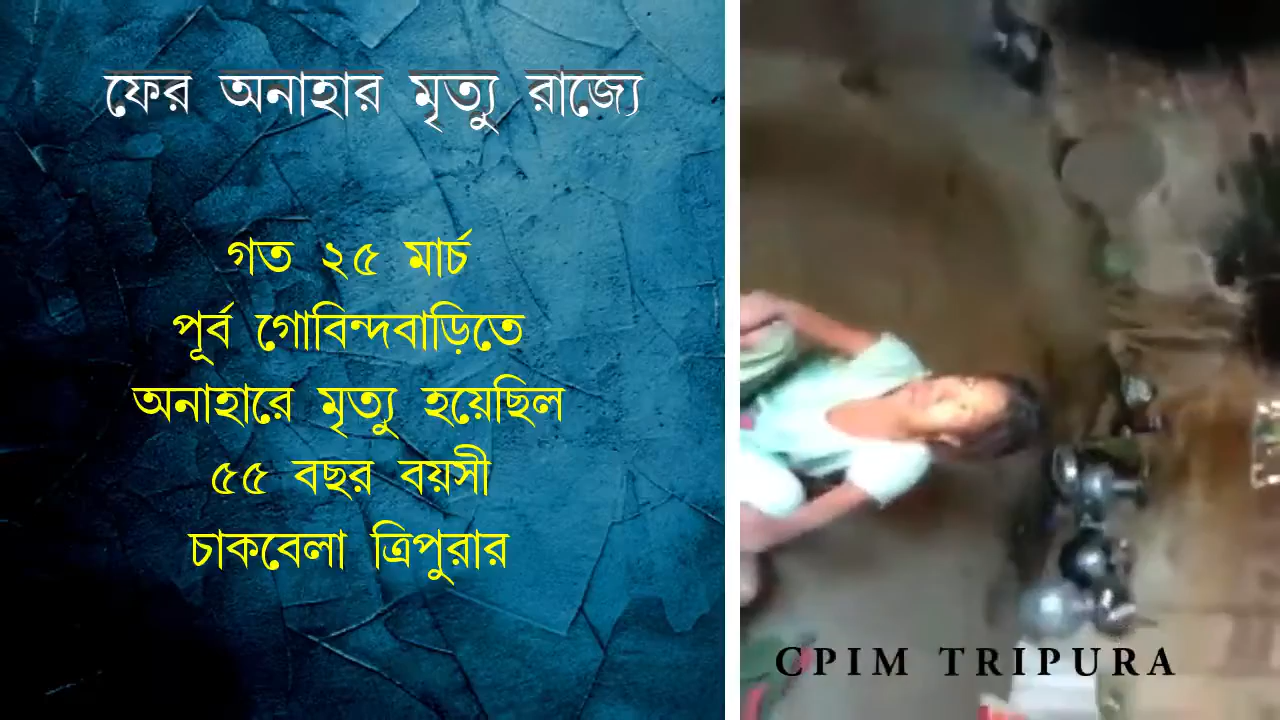 ফের অনাহার মৃত্যু রাজ্যে
গত ২৫ মার্চ
পূর্ব গোবিন্দবাড়িতে
অনাহারে মৃত্যু হয়েছিল
৫৫ বছর বয়সী
চাকবেলা ত্রিপুরার
CPIM TRIPURA